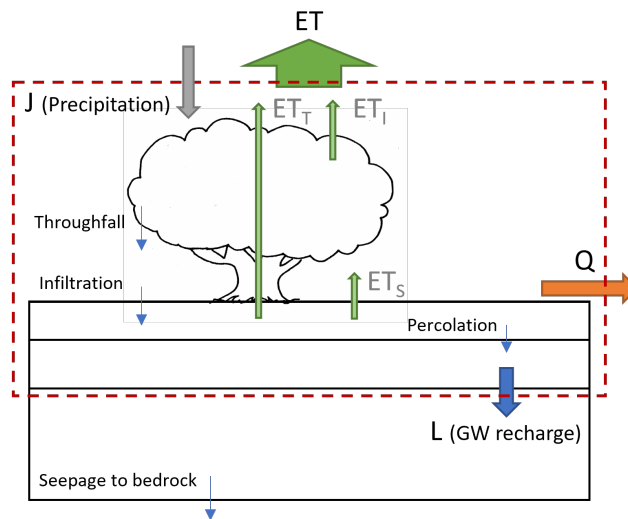 ET
J (Precipitation)
ET_T
ET_I
Throughfall
Q
Infiltration
ET_S
Percolation
L (GW recharge)
Seepage to bedrock